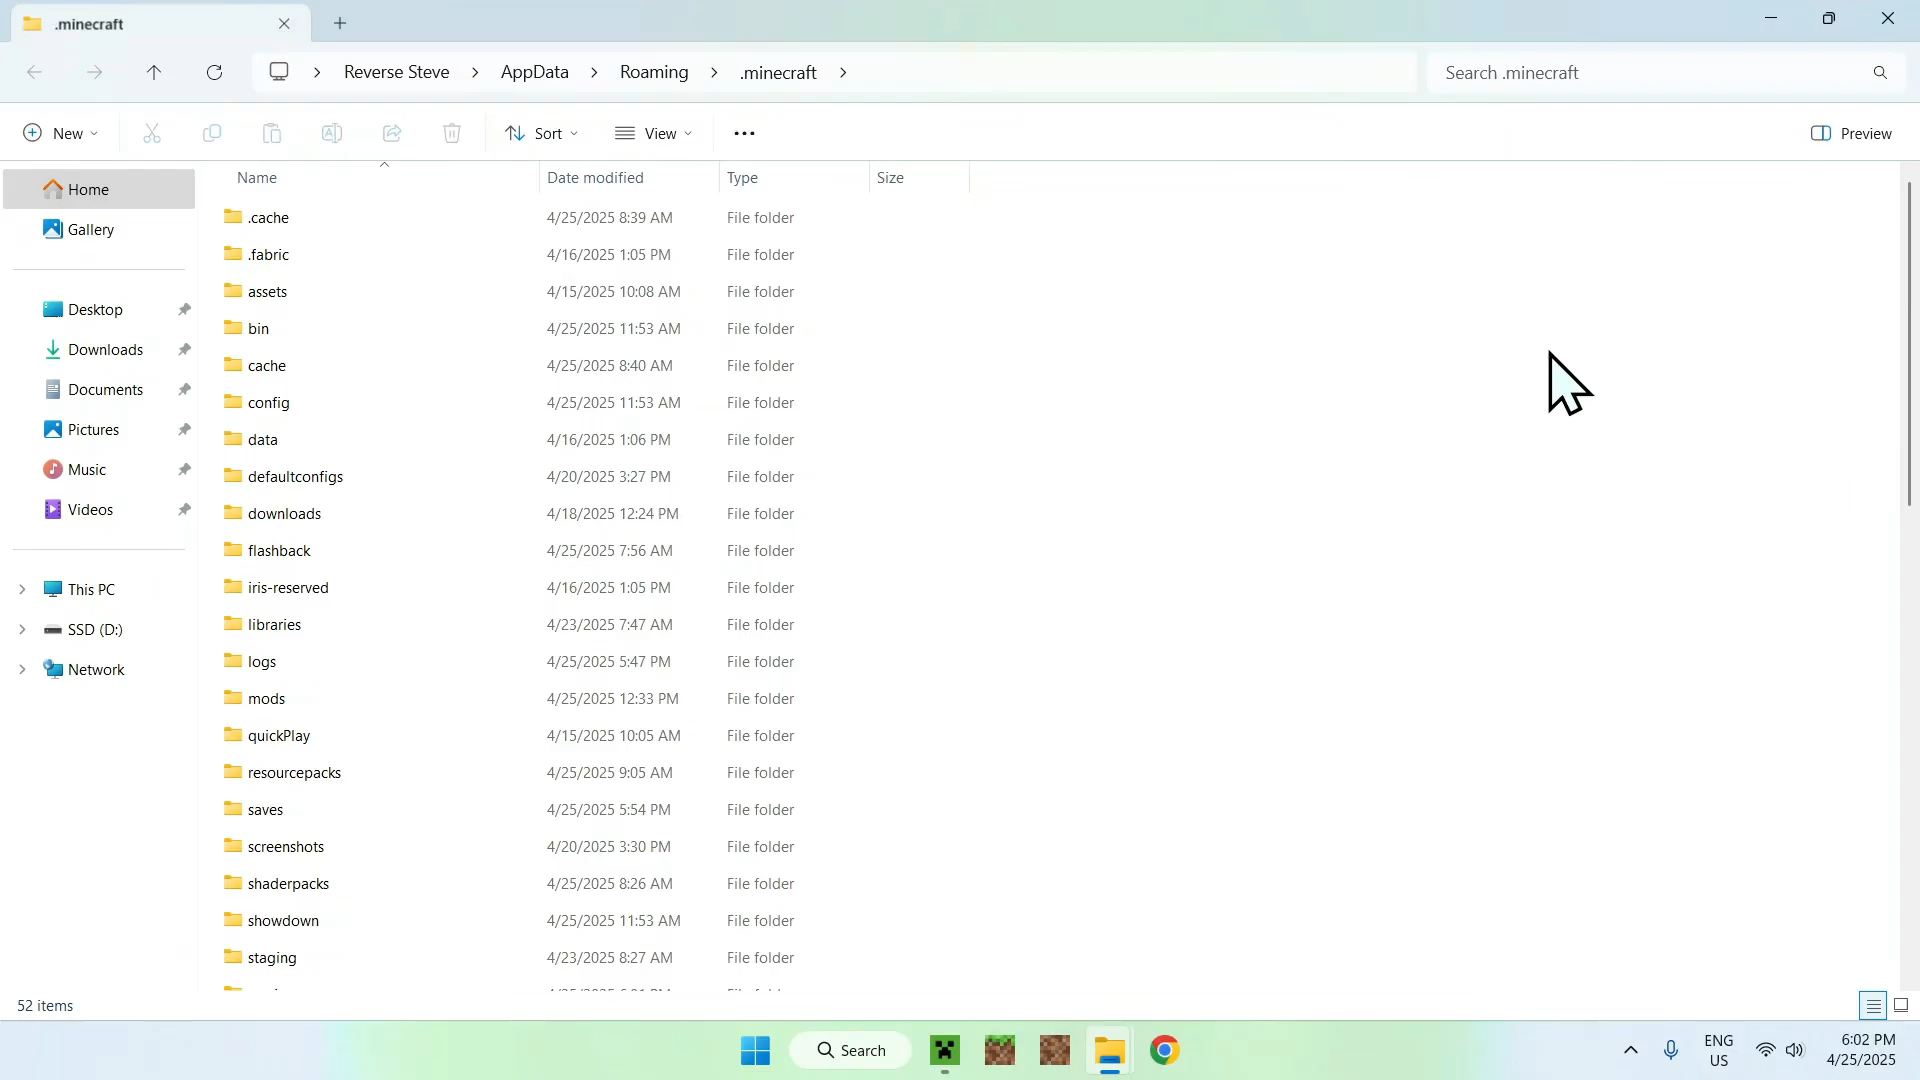 .minecraft
Reverse Steve AppData Roaming .minecraft
Search .minecraft
New Sort View Preview
Name Date modified Type Size
Home
Gallery
Desktop
Downloads
Documents
Pictures
Music
Videos
This PC
SSD (D:)
Network
.cache 4/25/2025 8:39 AM File folder
.fabric 4/16/2025 1:05 PM File folder
assets 4/15/2025 10:08 AM File folder
bin 4/25/2025 11:53 AM File folder
cache 4/25/2025 8:40 AM File folder
config 4/25/2025 11:53 AM File folder
data 4/16/2025 1:06 PM File folder
defaultconfigs 4/20/2025 3:27 PM File folder
downloads 4/18/2025 12:24 PM File folder
flashback 4/25/2025 7:56 AM File folder
iris-reserved 4/16/2025 1:05 PM File folder
libraries 4/23/2025 7:47 AM File folder
logs 4/25/2025 5:47 PM File folder
mods 4/25/2025 12:33 PM File folder
quickPlay 4/15/2025 10:05 AM File folder
resourcepacks 4/25/2025 9:05 AM File folder
saves 4/25/2025 5:54 PM File folder
screenshots 4/20/2025 3:30 PM File folder
shaderpacks 4/25/2025 8:26 AM File folder
showdown 4/25/2025 11:53 AM File folder
staging 4/23/2025 8:27 AM File folder
52 items
Search
ENG
US
6:02 PM
4/25/2025